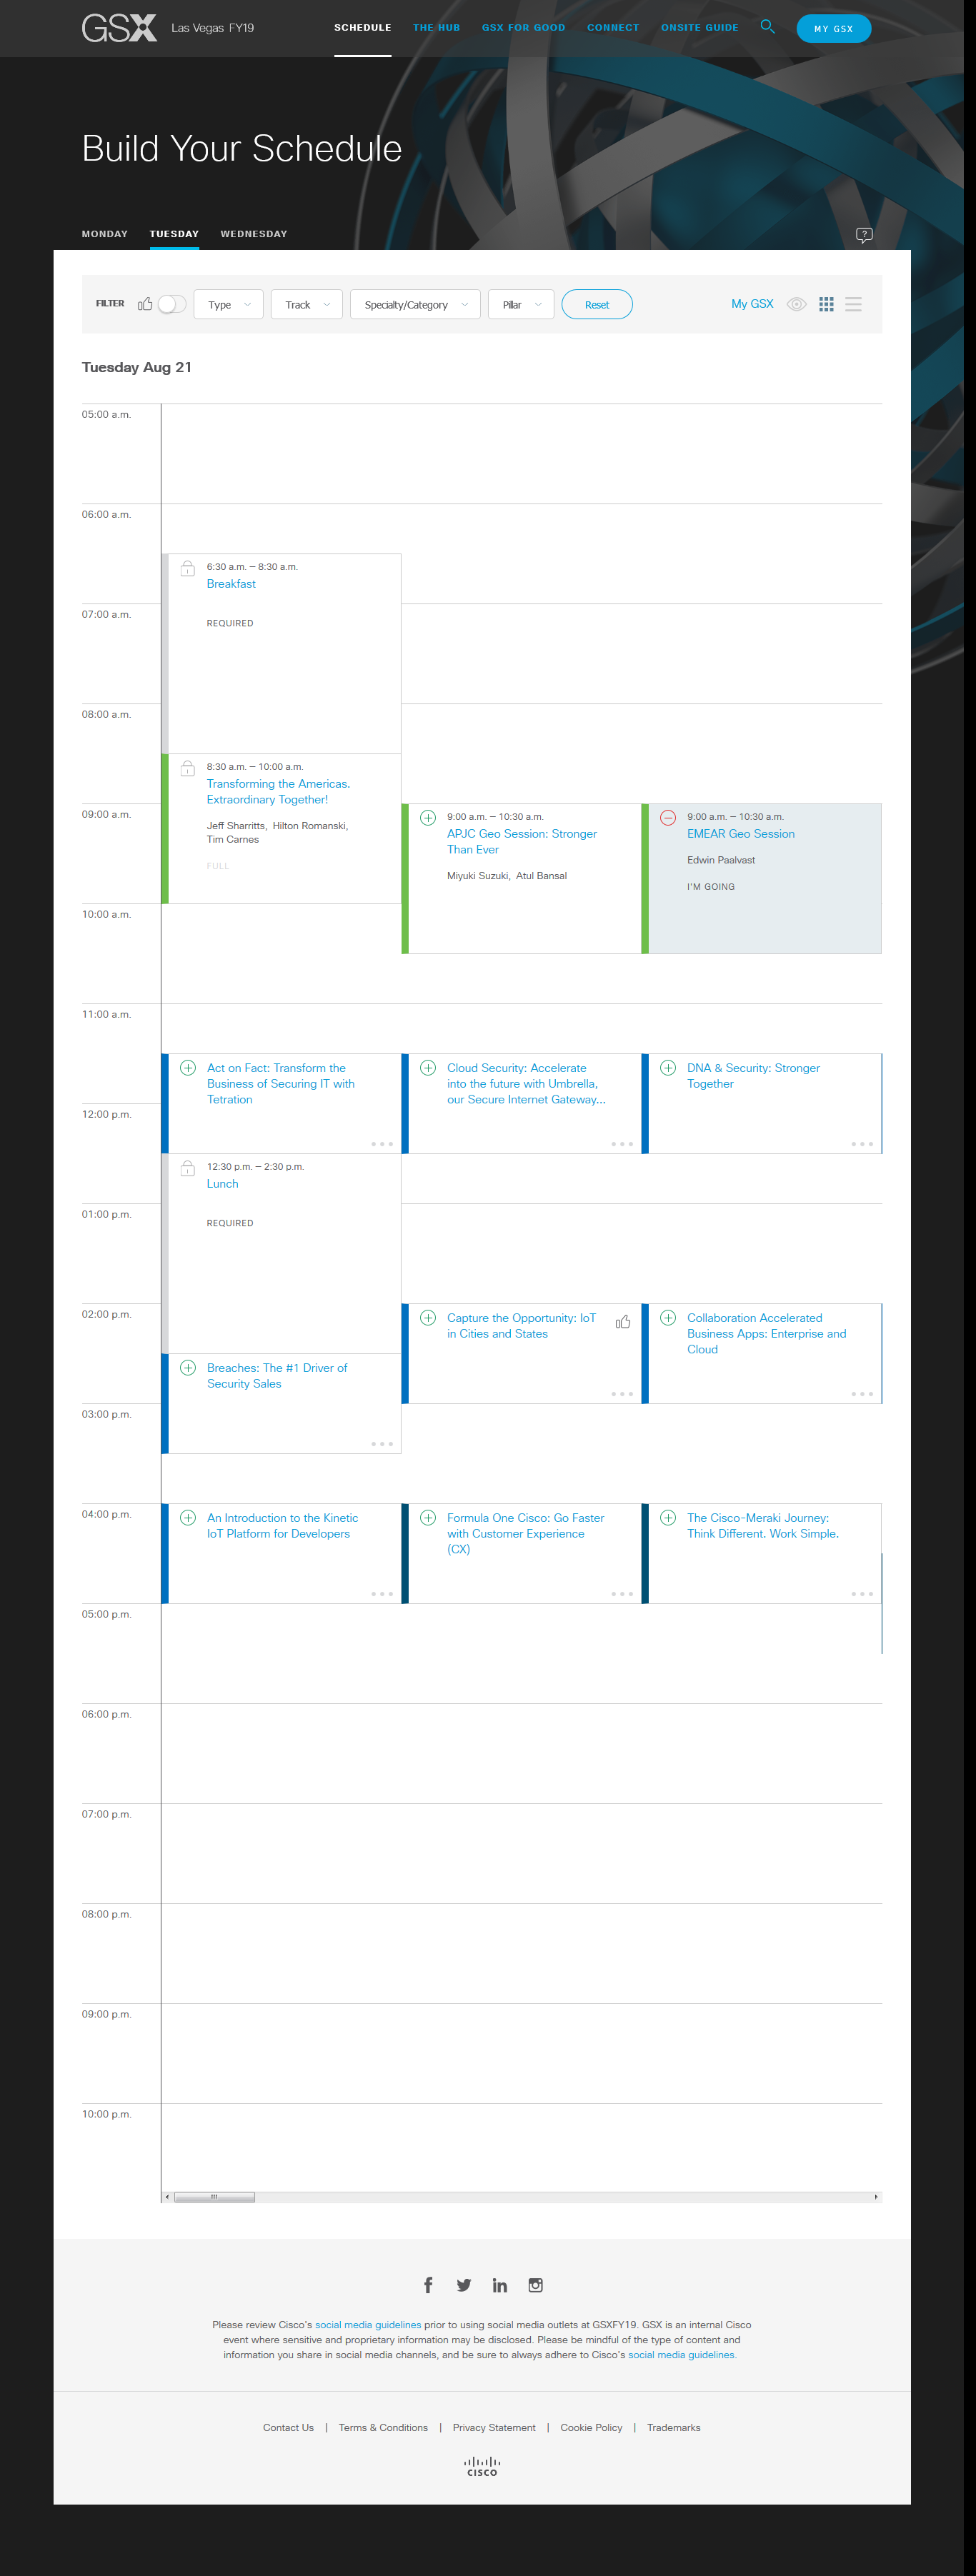 GSX Las Vegas FY19 SCHEDULE THE HUB GSX FOR GOOD CONNECT ONSITE GUIDE MY GSX
Build Your Schedule
MONDAY TUESDAY WEDNESDAY
?
FILTER Type Track Specialty/Category Pillar Reset My GSX
Tuesday Aug 21
05:00 a.m.
06:00 a.m.
6:30 a.m. – 8:30 a.m.
Breakfast
REQUIRED
07:00 a.m.
08:00 a.m.
8:30 a.m. – 10:00 a.m.
Transforming the Americas.
Extraordinary Together!
Jeff Sharritts, Hilton Romanski,
Tim Carnes
FULL
09:00 a.m.
9:00 a.m. – 10:30 a.m.
APJC Geo Session: Stronger
Than Ever
Miyuki Suzuki, Atul Bansal
9:00 a.m. – 10:30 a.m.
EMEAR Geo Session
Edwin Paalvast
I'M GOING
10:00 a.m.
11:00 a.m.
Act on Fact: Transform the
Business of Securing IT with
Tetration
Cloud Security: Accelerate
into the future with Umbrella,
our Secure Internet Gateway...
DNA & Security: Stronger
Together
12:00 p.m.
12:30 p.m. – 2:30 p.m.
Lunch
REQUIRED
01:00 p.m.
02:00 p.m.
Capture the Opportunity: IoT
in Cities and States
Collaboration Accelerated
Business Apps: Enterprise and
Cloud
Breaches: The #1 Driver of
Security Sales
03:00 p.m.
04:00 p.m.
An Introduction to the Kinetic
IoT Platform for Developers
Formula One Cisco: Go Faster
with Customer Experience
(CX)
The Cisco-Meraki Journey:
Think Different. Work Simple.
05:00 p.m.
06:00 p.m.
07:00 p.m.
08:00 p.m.
09:00 p.m.
10:00 p.m.
Please review Cisco's social media guidelines prior to using social media outlets at GSXFY19. GSX is an internal Cisco
event where sensitive and proprietary information may be disclosed. Please be mindful of the type of content and
information you share in social media channels, and be sure to always adhere to Cisco's social media guidelines.
Contact Us | Terms & Conditions | Privacy Statement | Cookie Policy | Trademarks
CISCO